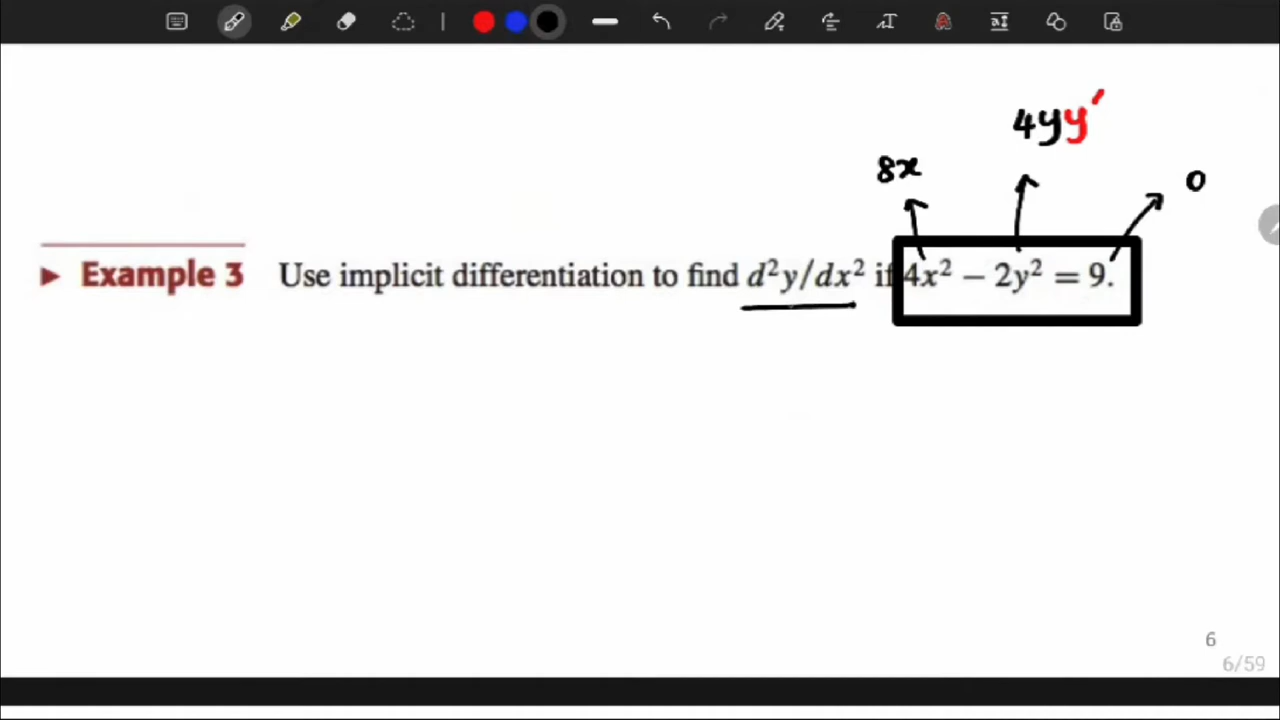 4yy′
8x
0
▶ Example 3 Use implicit differentiation to find d²y/dx² if 4x² − 2y² = 9.
6
6/59